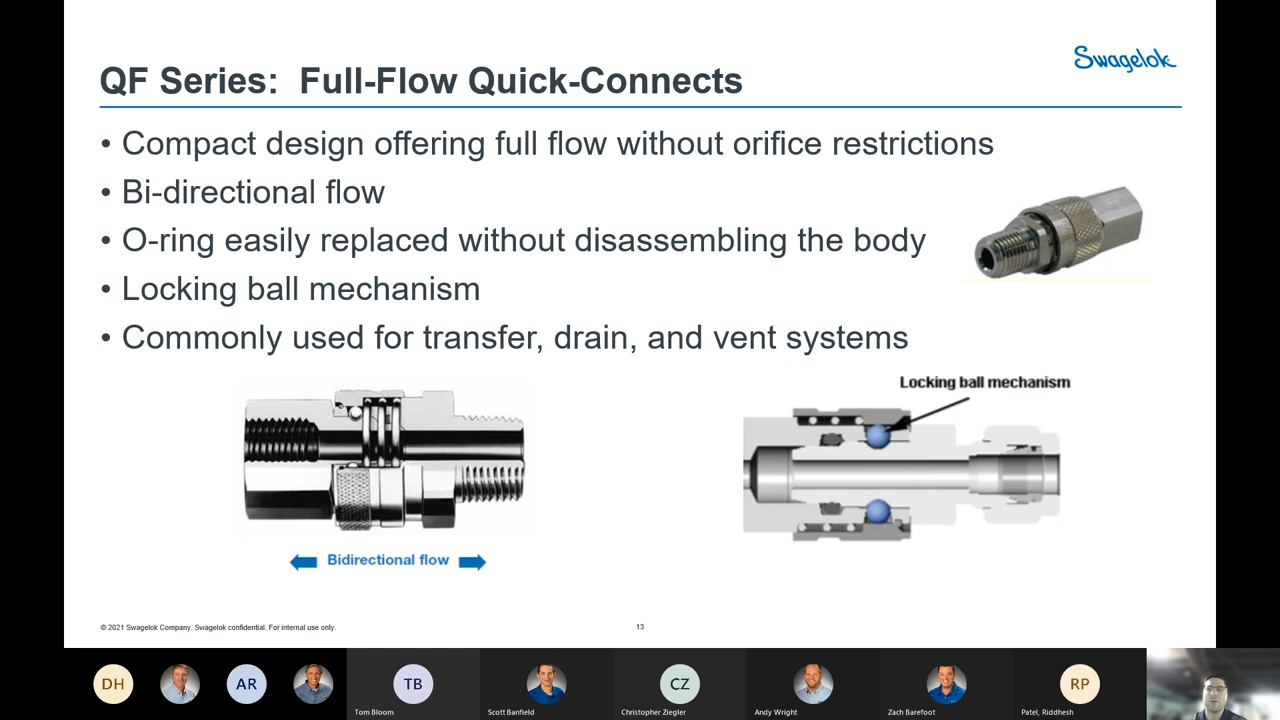 Swagelok
QF Series:  Full-Flow Quick-Connects
• Compact design offering full flow without orifice restrictions
• Bi-directional flow
• O-ring easily replaced without disassembling the body
• Locking ball mechanism
• Commonly used for transfer, drain, and vent systems
Locking ball mechanism
Bidirectional flow
© 2021 Swagelok Company. Swagelok confidential. For internal use only.
13
DH
AR
TB
CZ
RP
Tom Bloom
Scott Banfield
Christopher Ziegler
Andy Wright
Zach Barefoot
Patel, Riddhesh